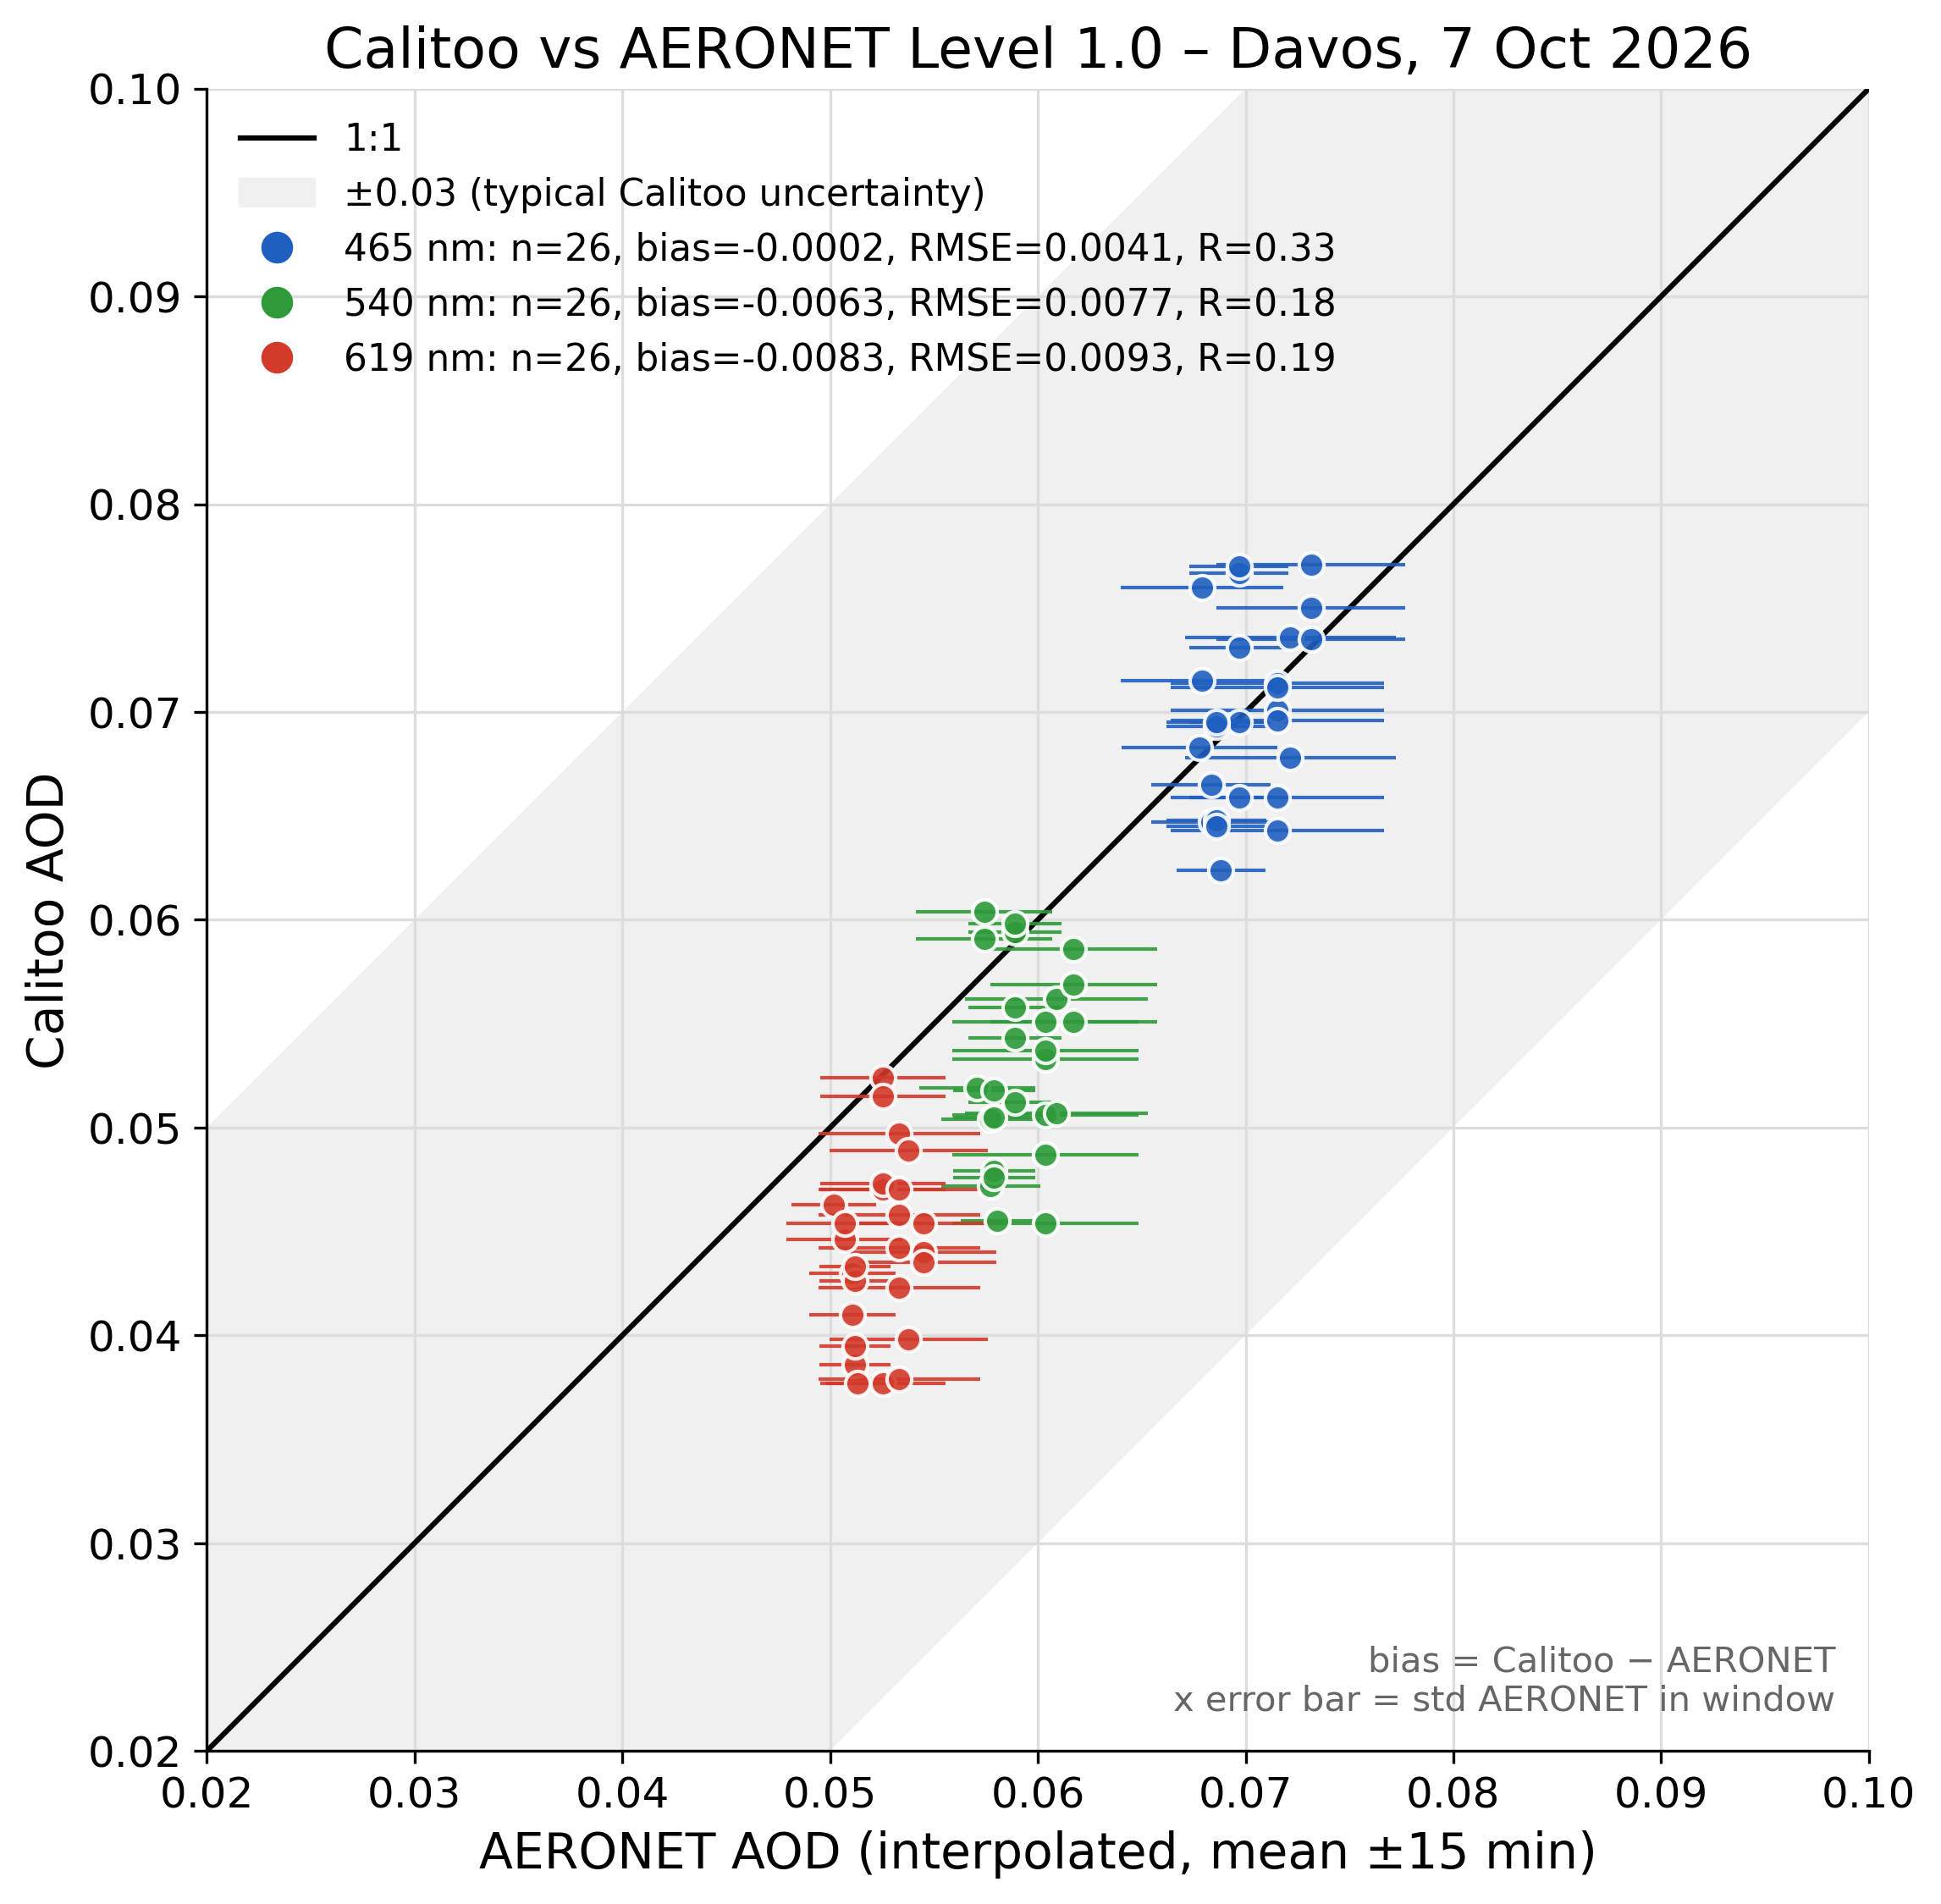 Calitoo vs AERONET Level 1.0 – Davos, 7 Oct 2026
0.10
0.09
0.08
0.07
0.06
0.05
0.04
0.03
0.02
Calitoo AOD
1:1
±0.03 (typical Calitoo uncertainty)
465 nm: n=26, bias=-0.0002, RMSE=0.0041, R=0.33
540 nm: n=26, bias=-0.0063, RMSE=0.0077, R=0.18
619 nm: n=26, bias=-0.0083, RMSE=0.0093, R=0.19
bias = Calitoo − AERONET
x error bar = std AERONET in window
0.02 0.03 0.04 0.05 0.06 0.07 0.08 0.09 0.10
AERONET AOD (interpolated, mean ±15 min)